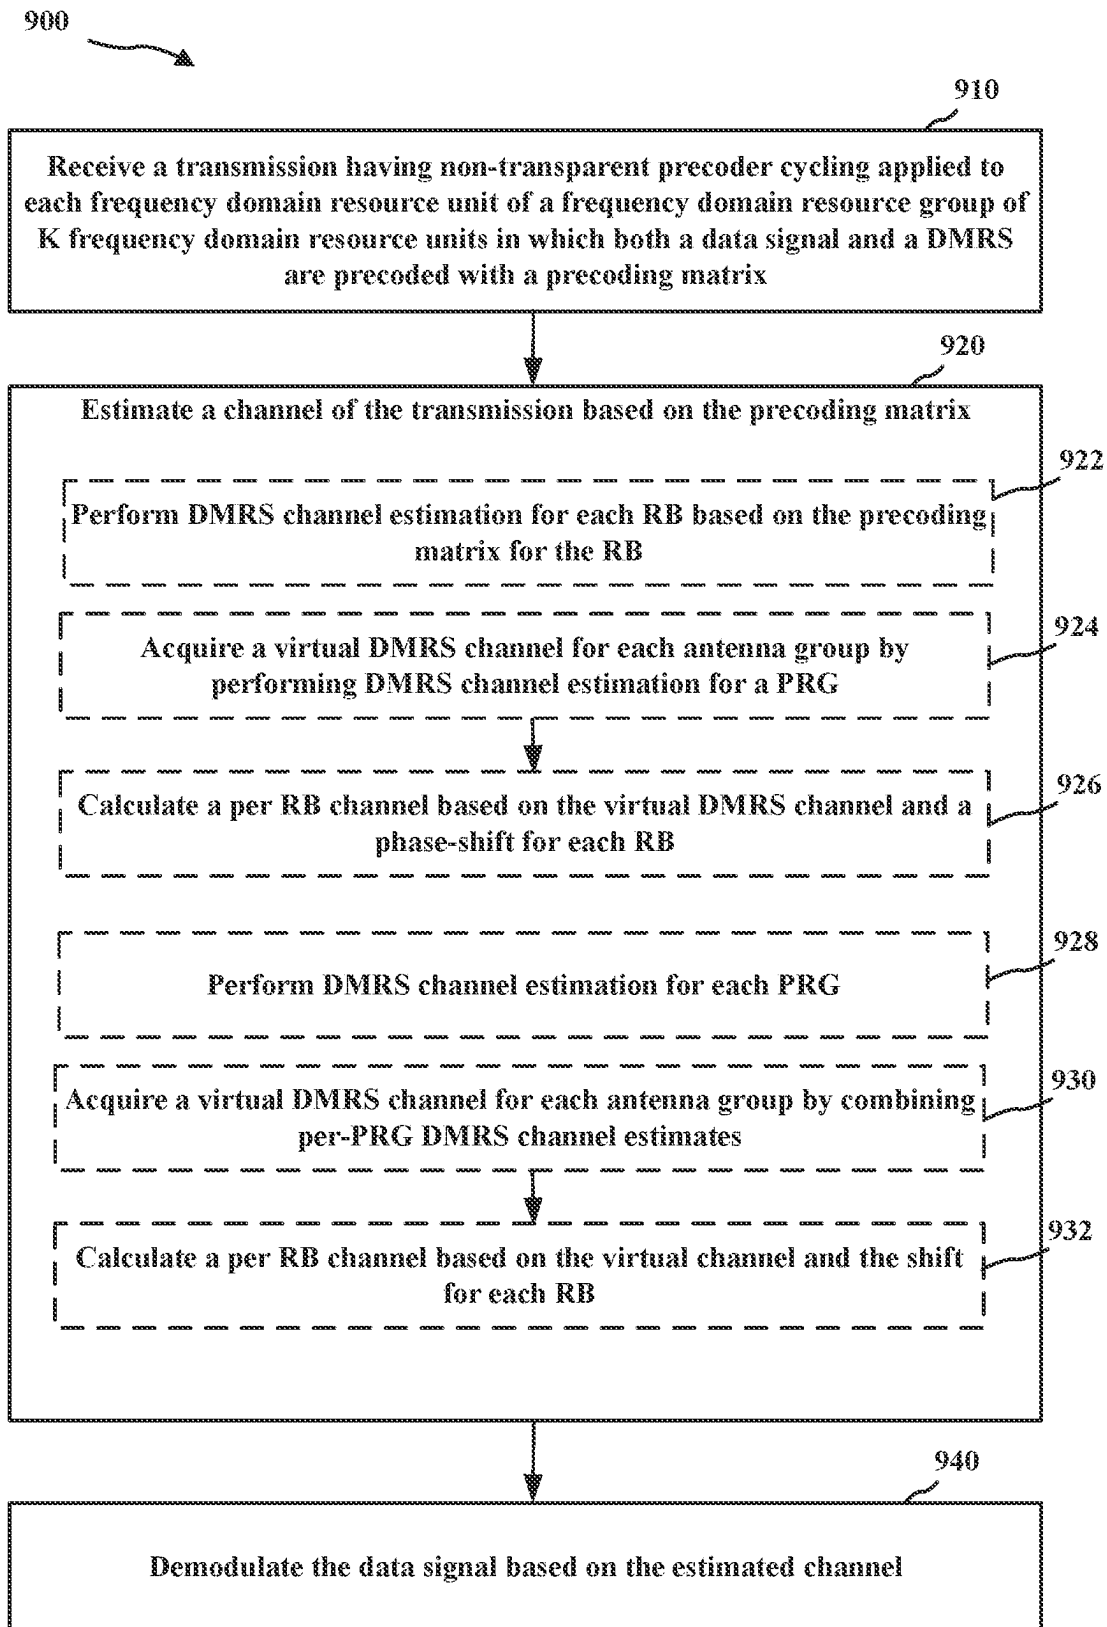 900
910
Receive a transmission having non-transparent precoder cycling applied to
each frequency domain resource unit of a frequency domain resource group of
K frequency domain resource units in which both a data signal and a DMRS
are precoded with a precoding matrix
920
Estimate a channel of the transmission based on the precoding matrix
922
Perform DMRS channel estimation for each RB based on the precoding
matrix for the RB
924
Acquire a virtual DMRS channel for each antenna group by
performing DMRS channel estimation for a PRG
926
Calculate a per RB channel based on the virtual DMRS channel and a
phase-shift for each RB
928
Perform DMRS channel estimation for each PRG
930
Acquire a virtual DMRS channel for each antenna group by combining
per-PRG DMRS channel estimates
932
Calculate a per RB channel based on the virtual channel and the shift
for each RB
940
Demodulate the data signal based on the estimated channel